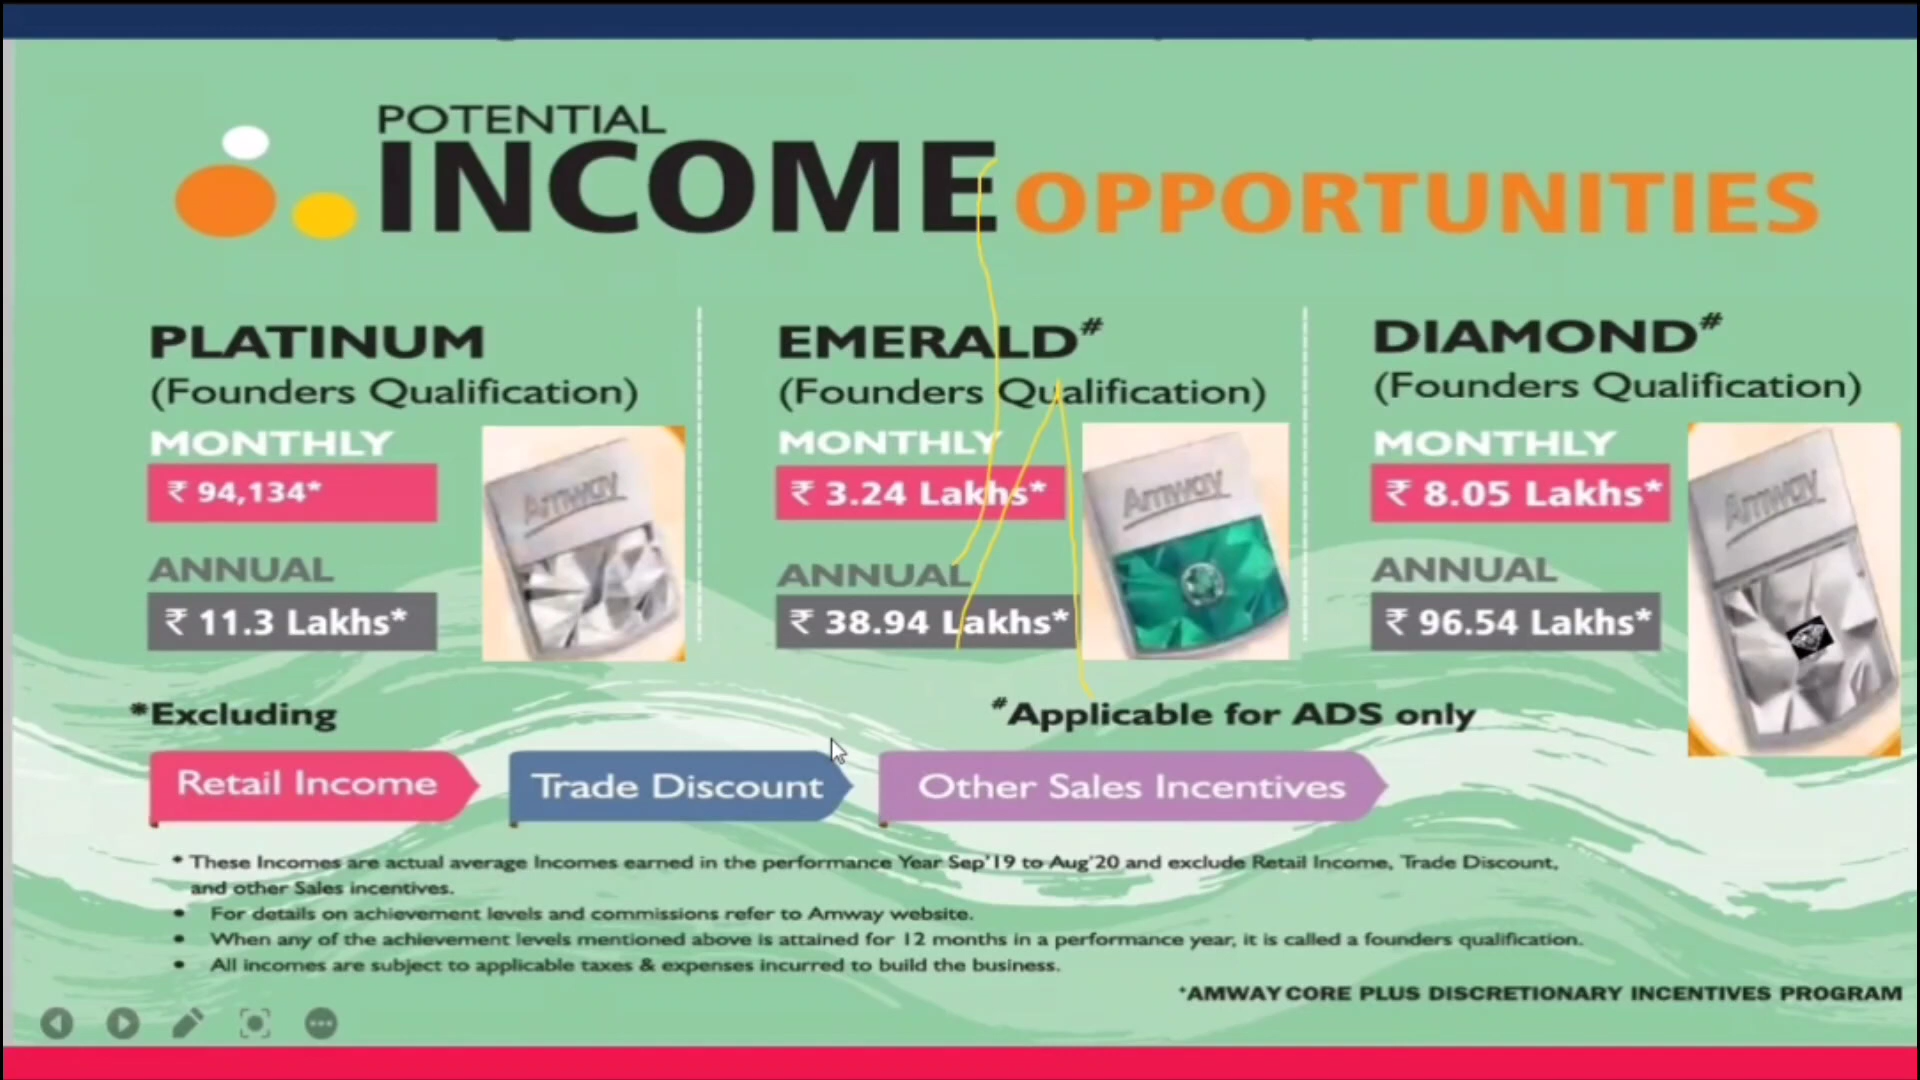 POTENTIAL
INCOME OPPORTUNITIES
PLATINUM
(Founders Qualification)
MONTHLY
₹ 94,134*
Amway
ANNUAL
₹ 11.3 Lakhs*
EMERALD#
(Founders Qualification)
MONTHLY
₹ 3.24 Lakhs*
Amway
ANNUAL
₹ 38.94 Lakhs*
DIAMOND#
(Founders Qualification)
MONTHLY
₹ 8.05 Lakhs*
Amway
ANNUAL
₹ 96.54 Lakhs*
*Excluding
#Applicable for ADS only
Retail Income
Trade Discount
Other Sales Incentives
* These Incomes are actual average Incomes earned in the performance Year Sep'19 to Aug'20 and exclude Retail Income, Trade Discount,
and other Sales incentives.
• For details on achievement levels and commissions refer to Amway website.
• When any of the achievement levels mentioned above is attained for 12 months in a performance year, it is called a founders qualification.
• All incomes are subject to applicable taxes & expenses incurred to build the business.
*AMWAY CORE PLUS DISCRETIONARY INCENTIVES PROGRAM